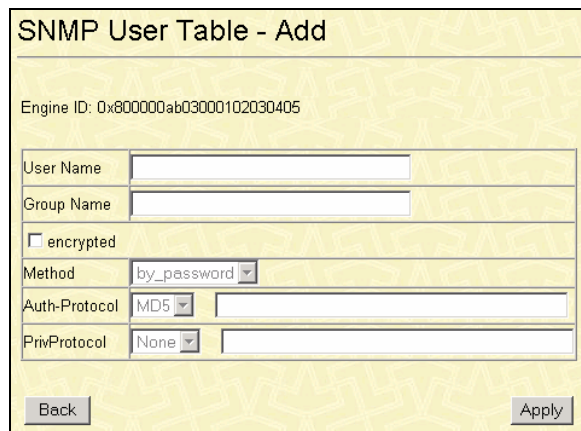 SNMP User Table - Add
Engine ID: 0x800000ab03000102030405
User Name
Group Name
encrypted
Method by_password
Auth-Protocol MD5
PrivProtocol None
Back Apply